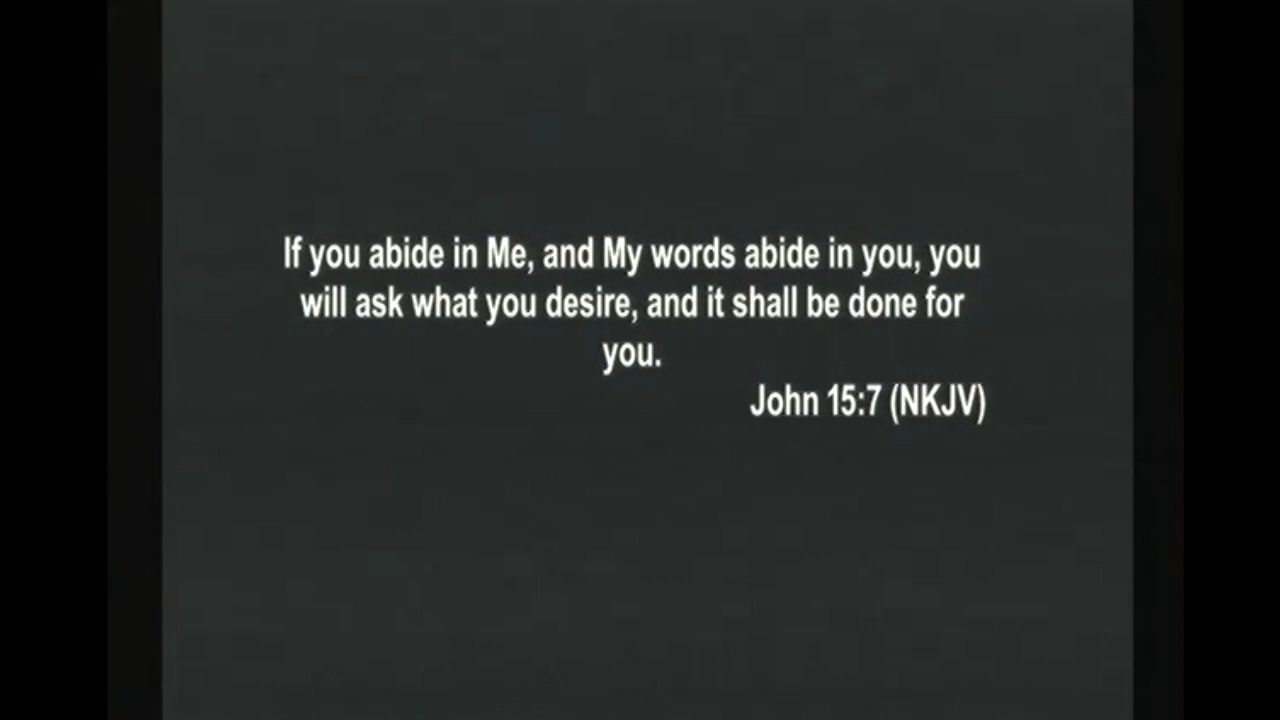 If you abide in Me, and My words abide in you, you
will ask what you desire, and it shall be done for
you.
John 15:7 (NKJV)